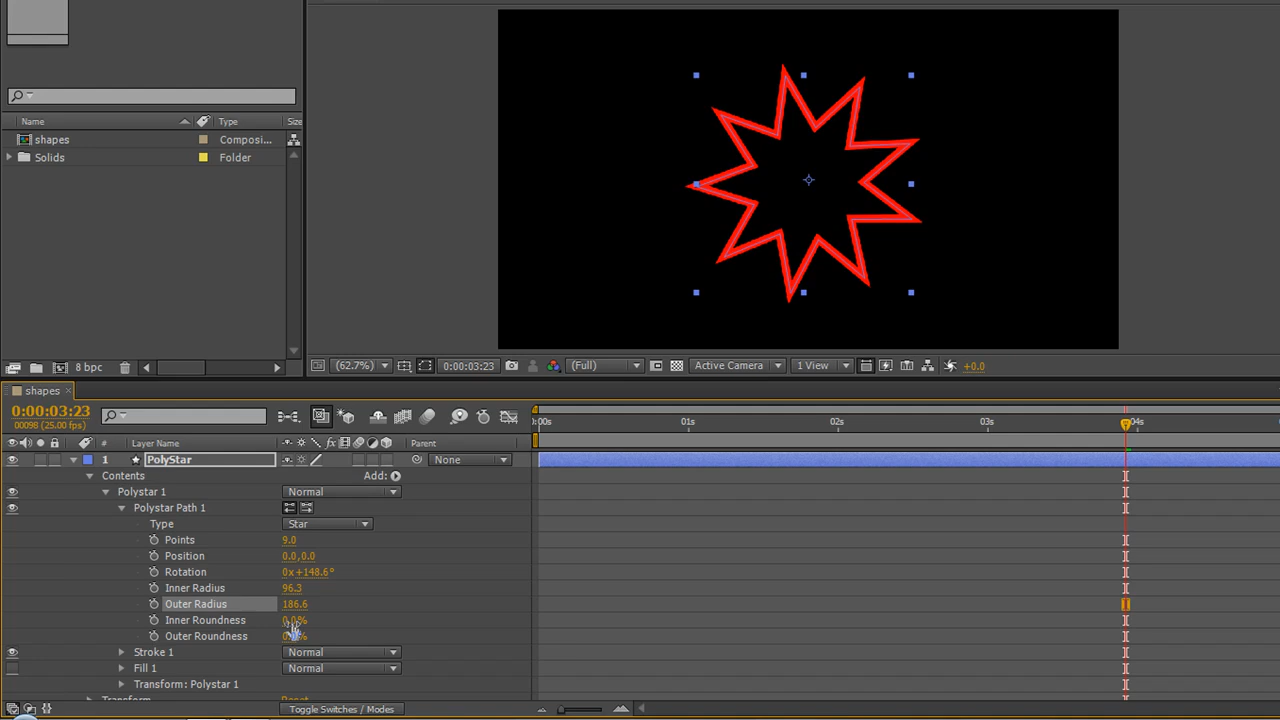 Name Type Size
shapes Composi...
Solids Folder
8 bpc
(62.7%) 0:00:03:23 (Full) Active Camera 1 View +0.0
shapes ×
0:00:03:23
00098 (25.00 fps)
# Layer Name fx Parent
:00s 01s 02s 03s 04s
1 PolyStar None
Contents Add:
Polystar 1 Normal
Polystar Path 1
Type Star
Points 9.0
Position 0.0,0.0
Rotation 0x+148.6°
Inner Radius 96.3
Outer Radius 186.6
Inner Roundness
Outer Roundness
Stroke 1 Normal
Fill 1 Normal
Transform: Polystar 1
Toggle Switches / Modes